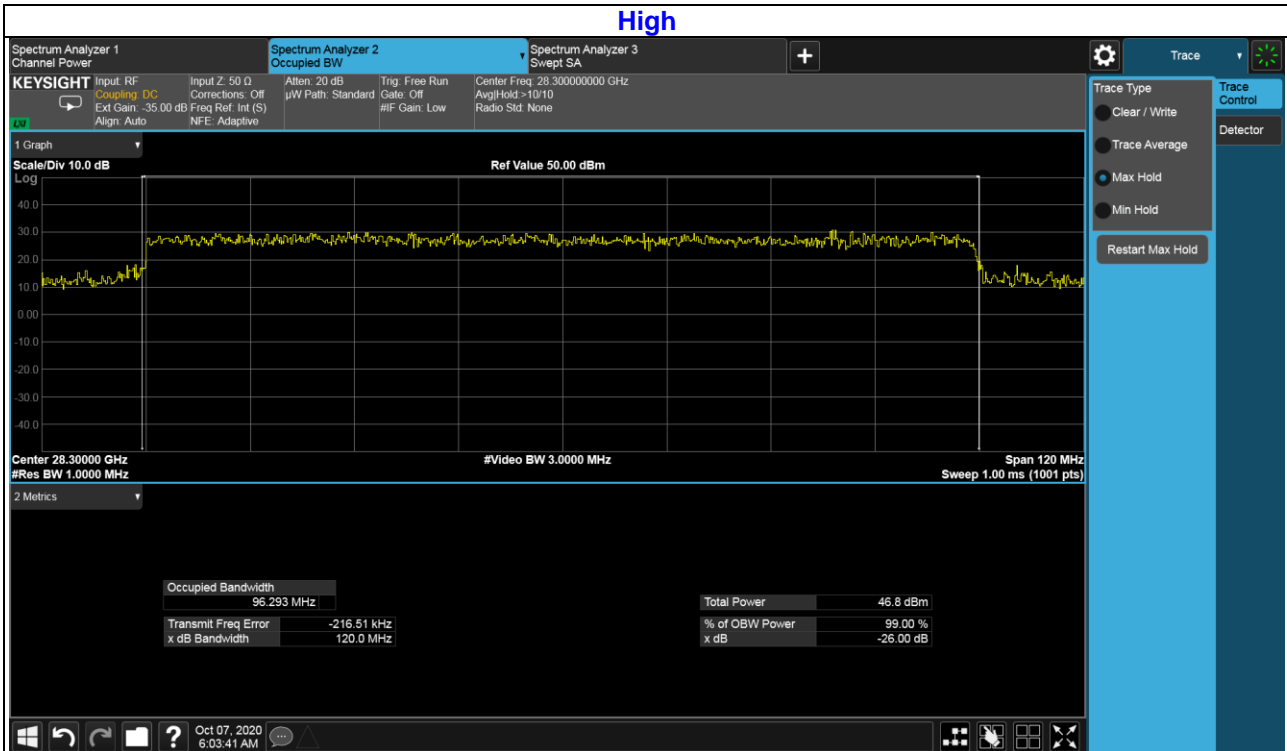 High
Spectrum Analyzer 1
Channel Power
Spectrum Analyzer 2
Occupied BW
Spectrum Analyzer 3
Swept SA
+
Trace
KEYSIGHT
Input: RF
Coupling: DC
Ext Gain: -35.00 dB
Align: Auto
Input Z: 50 Ω
Corrections: Off
Freq Ref: Int (S)
NFE: Adaptive
Atten: 20 dB
µW Path: Standard
Trig: Free Run
Gate: Off
#IF Gain: Low
Center Freq: 28.300000000 GHz
Avg|Hold:>10/10
Radio Std: None
LXI
Trace Type
Clear / Write
Trace Average
Max Hold
Min Hold
Restart Max Hold
Trace
Control
Detector
1 Graph
Scale/Div 10.0 dB
Ref Value 50.00 dBm
Log
40.0
30.0
20.0
10.0
0.00
-10.0
-20.0
-30.0
-40.0
Center 28.30000 GHz
#Video BW 3.0000 MHz
Span 120 MHz
#Res BW 1.0000 MHz
Sweep 1.00 ms (1001 pts)
2 Metrics
Occupied Bandwidth
96.293 MHz
Total Power 46.8 dBm
Transmit Freq Error -216.51 kHz
% of OBW Power 99.00 %
x dB Bandwidth 120.0 MHz
x dB -26.00 dB
?
Oct 07, 2020
6:03:41 AM